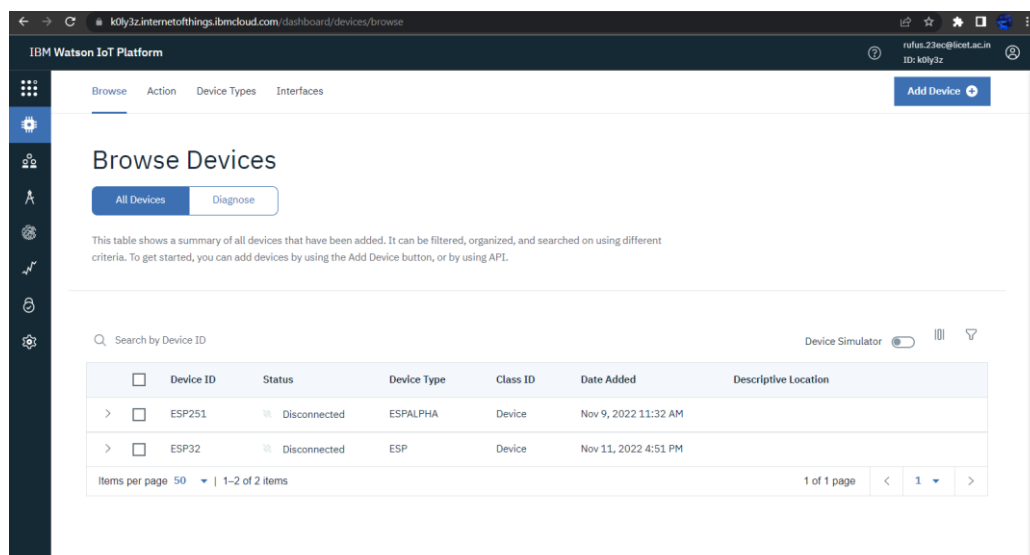 k0ly3z.internetofthings.ibmcloud.com/dashboard/devices/browse
IBM Watson IoT Platform
rufus.23ec@licet.ac.in
ID: k0ly3z
Browse Action Device Types Interfaces
Add Device
Browse Devices
All Devices Diagnose
This table shows a summary of all devices that have been added. It can be filtered, organized, and searched on using different
criteria. To get started, you can add devices by using the Add Device button, or by using API.
Search by Device ID
Device Simulator
Device ID Status Device Type Class ID Date Added Descriptive Location
ESP251 Disconnected ESPALPHA Device Nov 9, 2022 11:32 AM
ESP32 Disconnected ESP Device Nov 11, 2022 4:51 PM
Items per page 50 | 1–2 of 2 items 1 of 1 page < 1 >